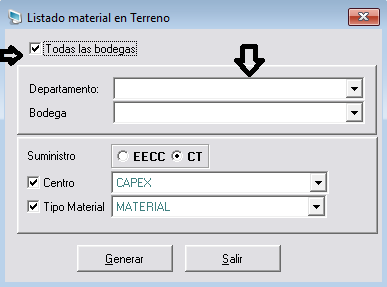 Listado material en Terreno
Todas las bodegas
Departamento:
Bodega
Suministro
EECC
CT
Centro
CAPEX
Tipo Material
MATERIAL
Generar
Salir